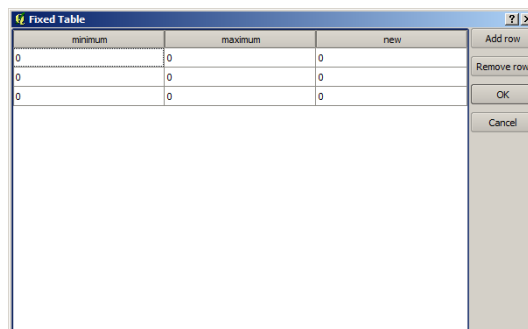 Fixed Table
minimum maximum new Add row
0 0 0
Remove row
0 0 0
0 0 0 OK
Cancel